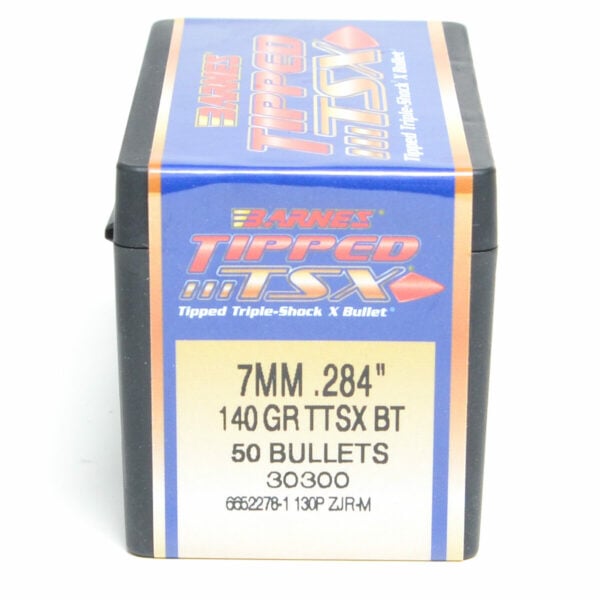 BARNES
TIPPED
TSX
Tipped Triple-Shock X Bullet
BARNES®
TIPPED
TSX®
Tipped Triple-Shock X Bullet®
7MM .284"
140 GR TTSX BT
50 BULLETS
30300
6652278-1 130P ZJR-M